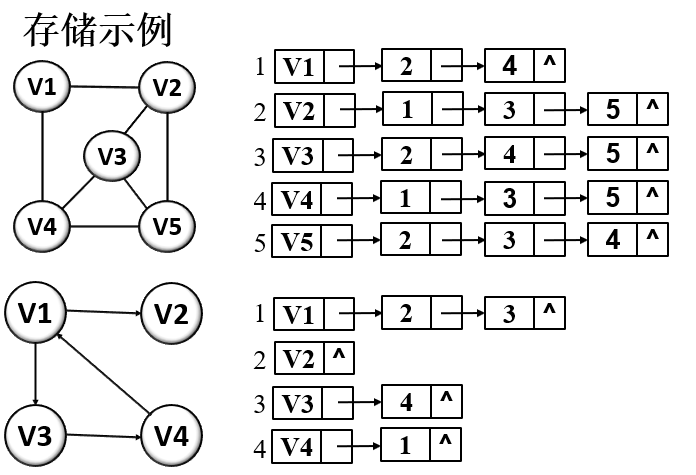 存储示例
V1 V2
V3
V4 V5
1 V1 2 4 ^
2 V2 1 3 5 ^
3 V3 2 4 5 ^
4 V4 1 3 5 ^
5 V5 2 3 4 ^
V1 V2
V3 V4
1 V1 2 3 ^
2 V2 ^
3 V3 4 ^
4 V4 1 ^